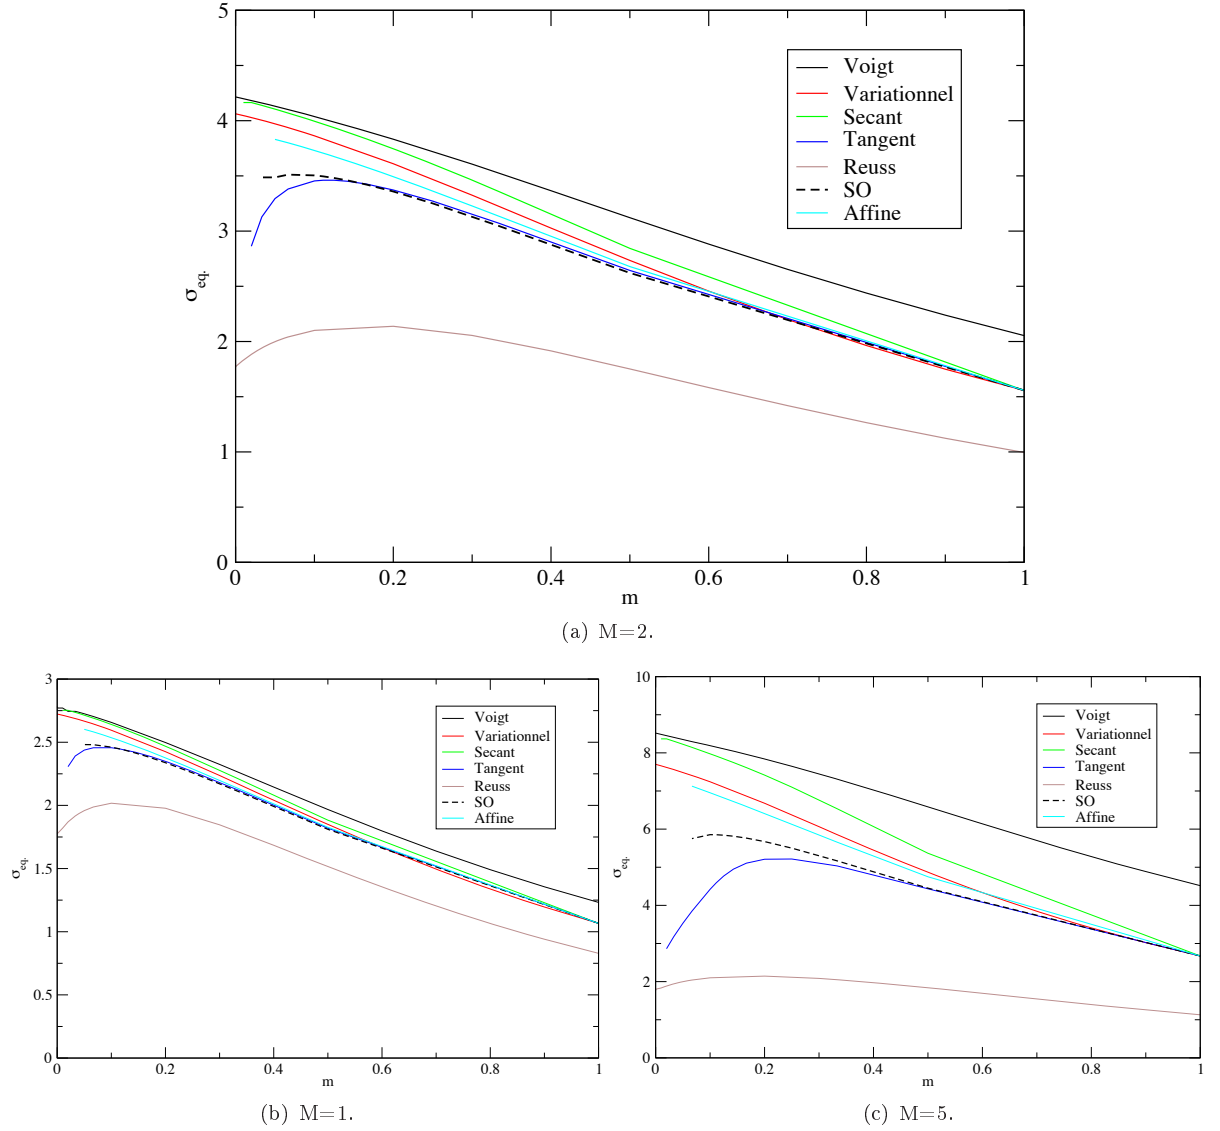 5
4
3
2
1
0
σeq.
0
0.2
0.4
0.6
0.8
1
m
Voigt
Variationnel
Secant
Tangent
Reuss
SO
Affine
(a) M=2.
3
2.5
2
1.5
1
0.5
0
σeq.
0
0.2
0.4
0.6
0.8
1
m
Voigt
Variationnel
Secant
Tangent
Reuss
SO
Affine
(b) M=1.
10
8
6
4
2
0
σeq.
0
0.2
0.4
0.6
0.8
1
m
Voigt
Variationnel
Secant
Tangent
Reuss
SO
Affine
(c) M=5.